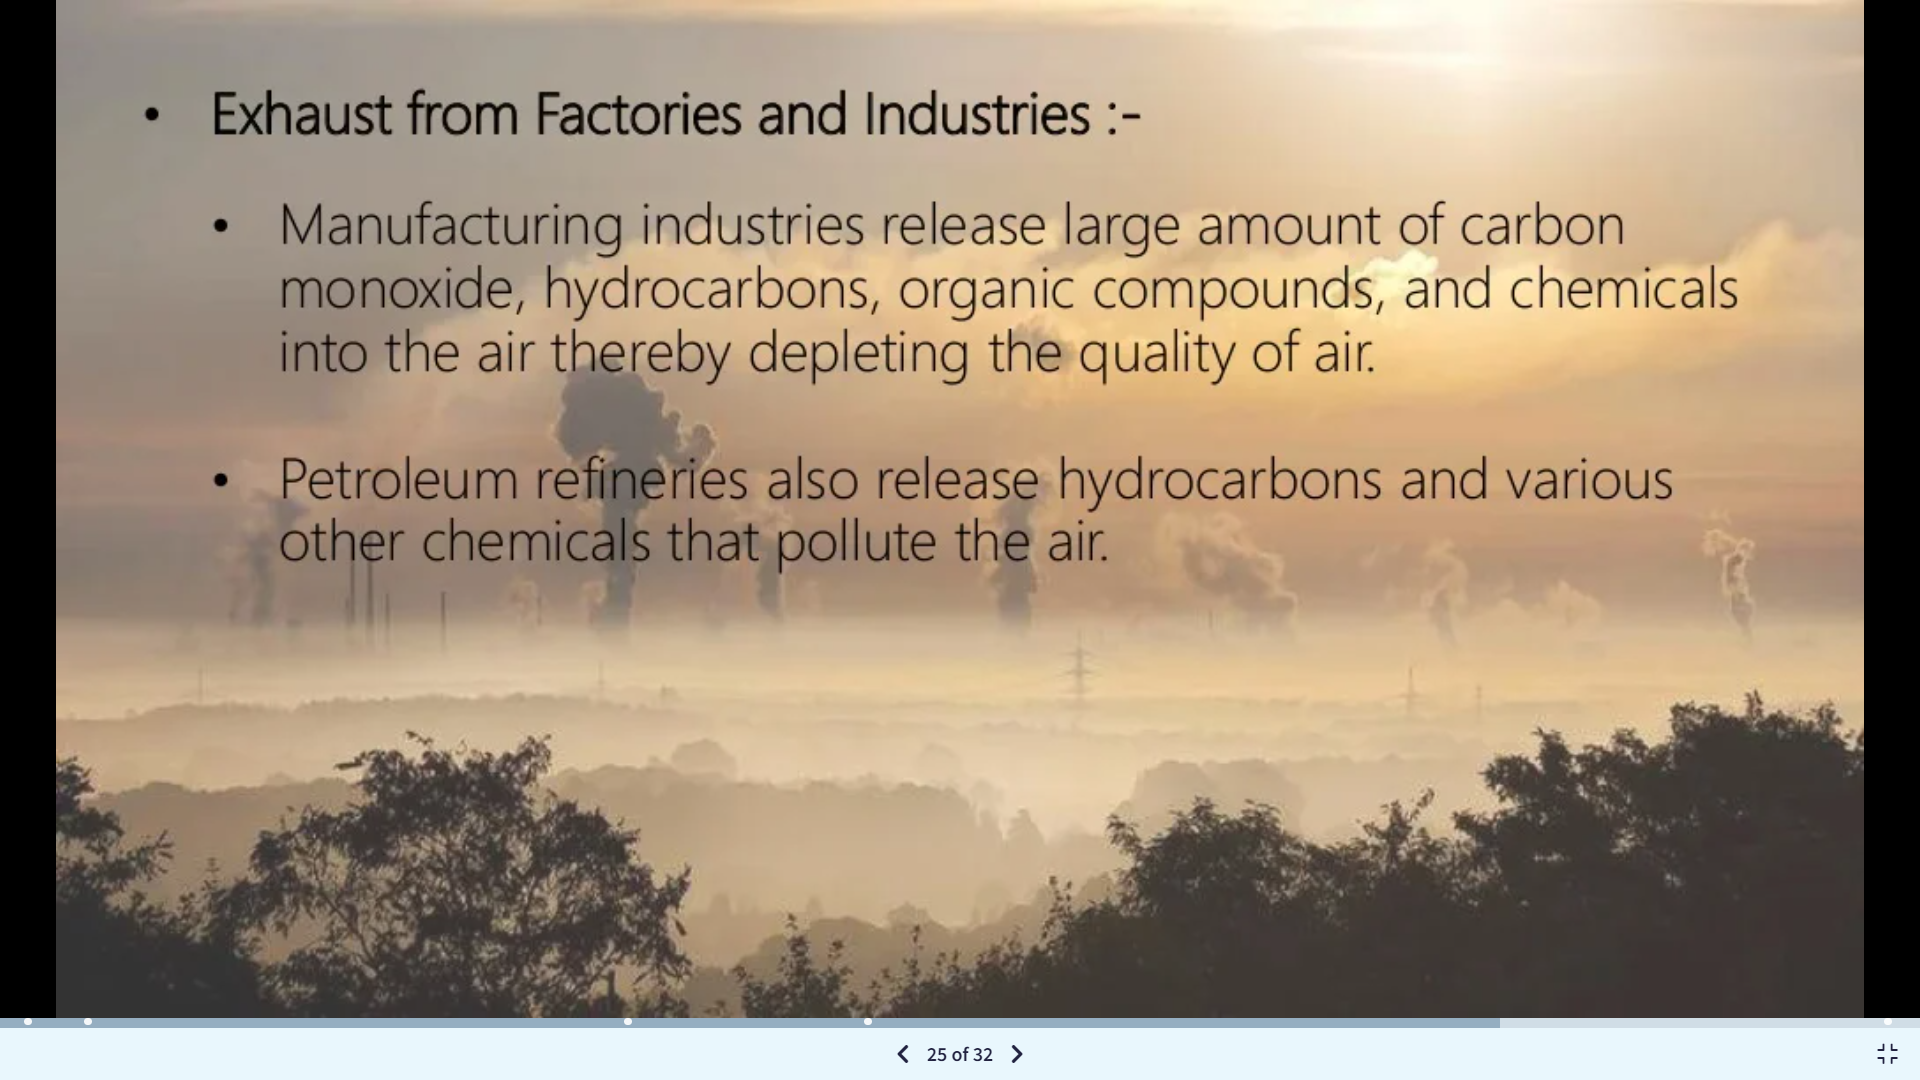 • Exhaust from Factories and Industries :-
• Manufacturing industries release large amount of carbon
monoxide, hydrocarbons, organic compounds, and chemicals
into the air thereby depleting the quality of air.
• Petroleum refineries also release hydrocarbons and various
other chemicals that pollute the air.
25 of 32